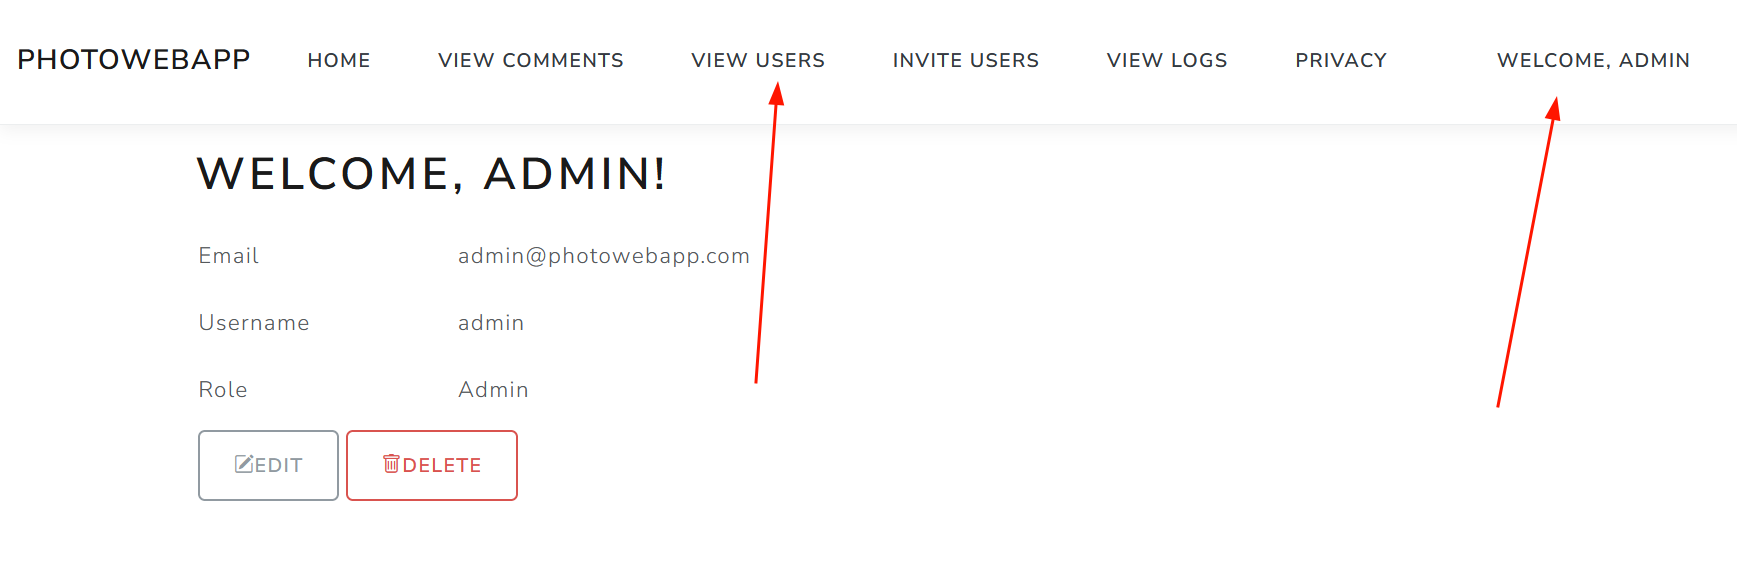 PHOTOWEBAPP HOME VIEW COMMENTS VIEW USERS INVITE USERS VIEW LOGS PRIVACY WELCOME, ADMIN
WELCOME, ADMIN!
Email admin@photowebapp.com
Username admin
Role Admin
EDIT DELETE